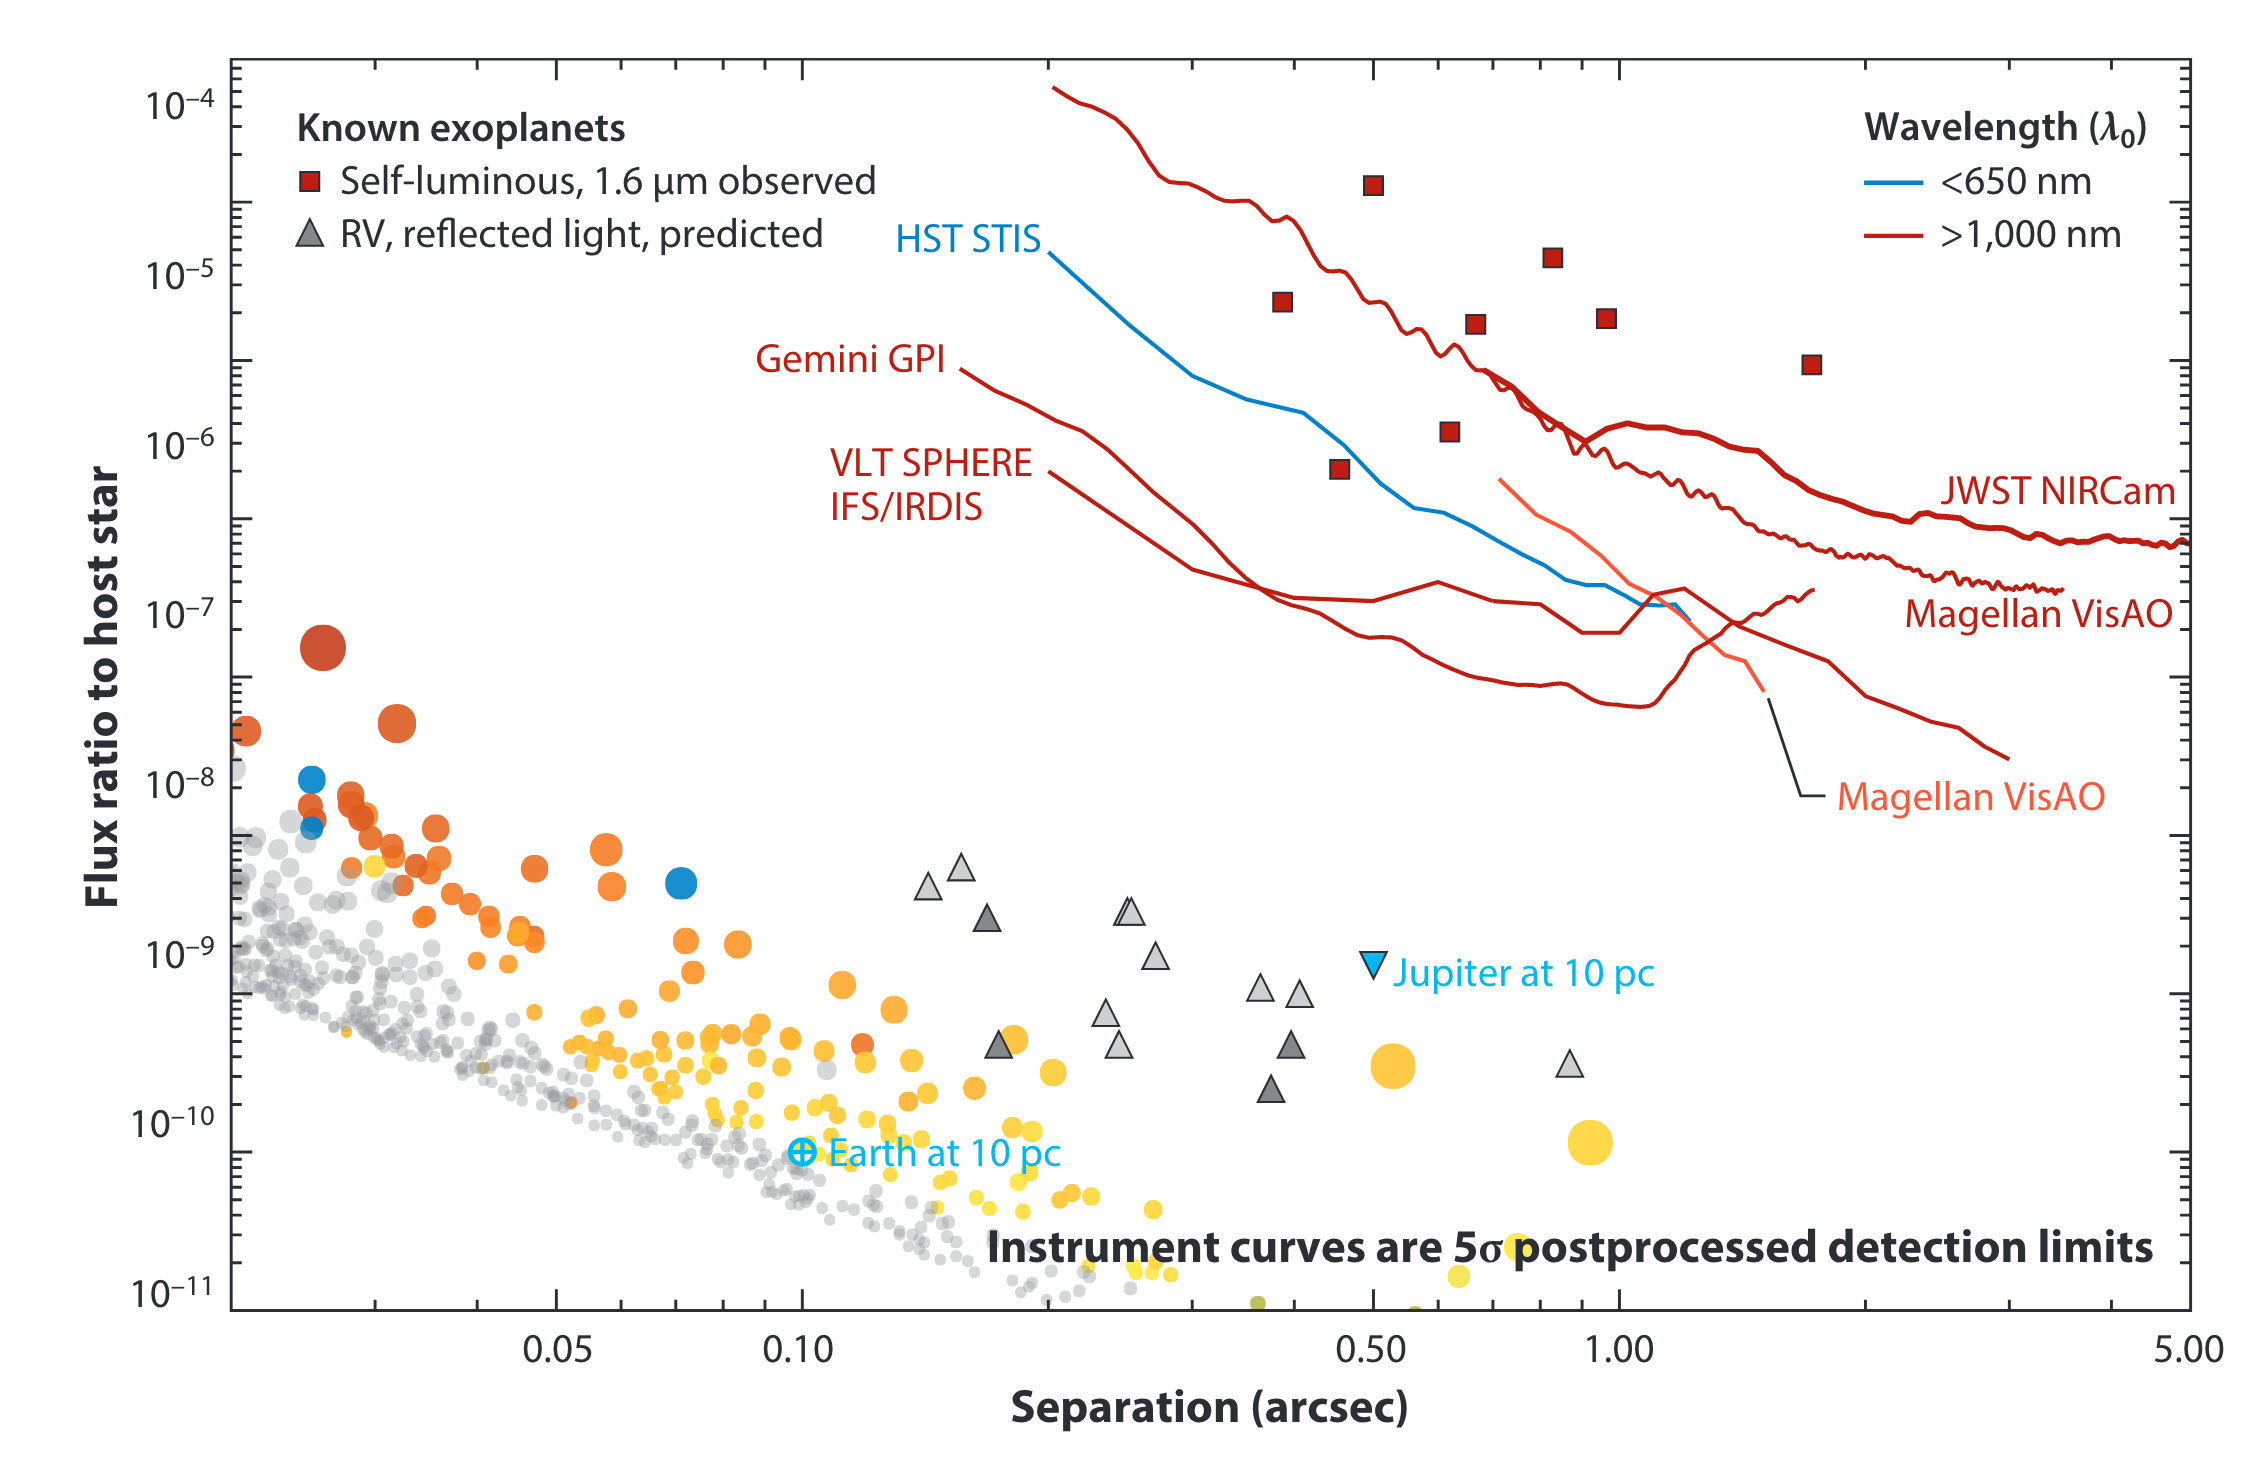 Known exoplanets
Self-luminous, 1.6 µm observed
RV, reflected light, predicted
Wavelength (λ₀)
<650 nm
>1,000 nm
HST STIS
Gemini GPI
VLT SPHERE
IFS/IRDIS
JWST NIRCam
Magellan VisAO
Magellan VisAO
Jupiter at 10 pc
Earth at 10 pc
Instrument curves are 5σ postprocessed detection limits
Flux ratio to host star
10⁻⁴
10⁻⁵
10⁻⁶
10⁻⁷
10⁻⁸
10⁻⁹
10⁻¹⁰
10⁻¹¹
0.05 0.10 0.50 1.00 5.00
Separation (arcsec)